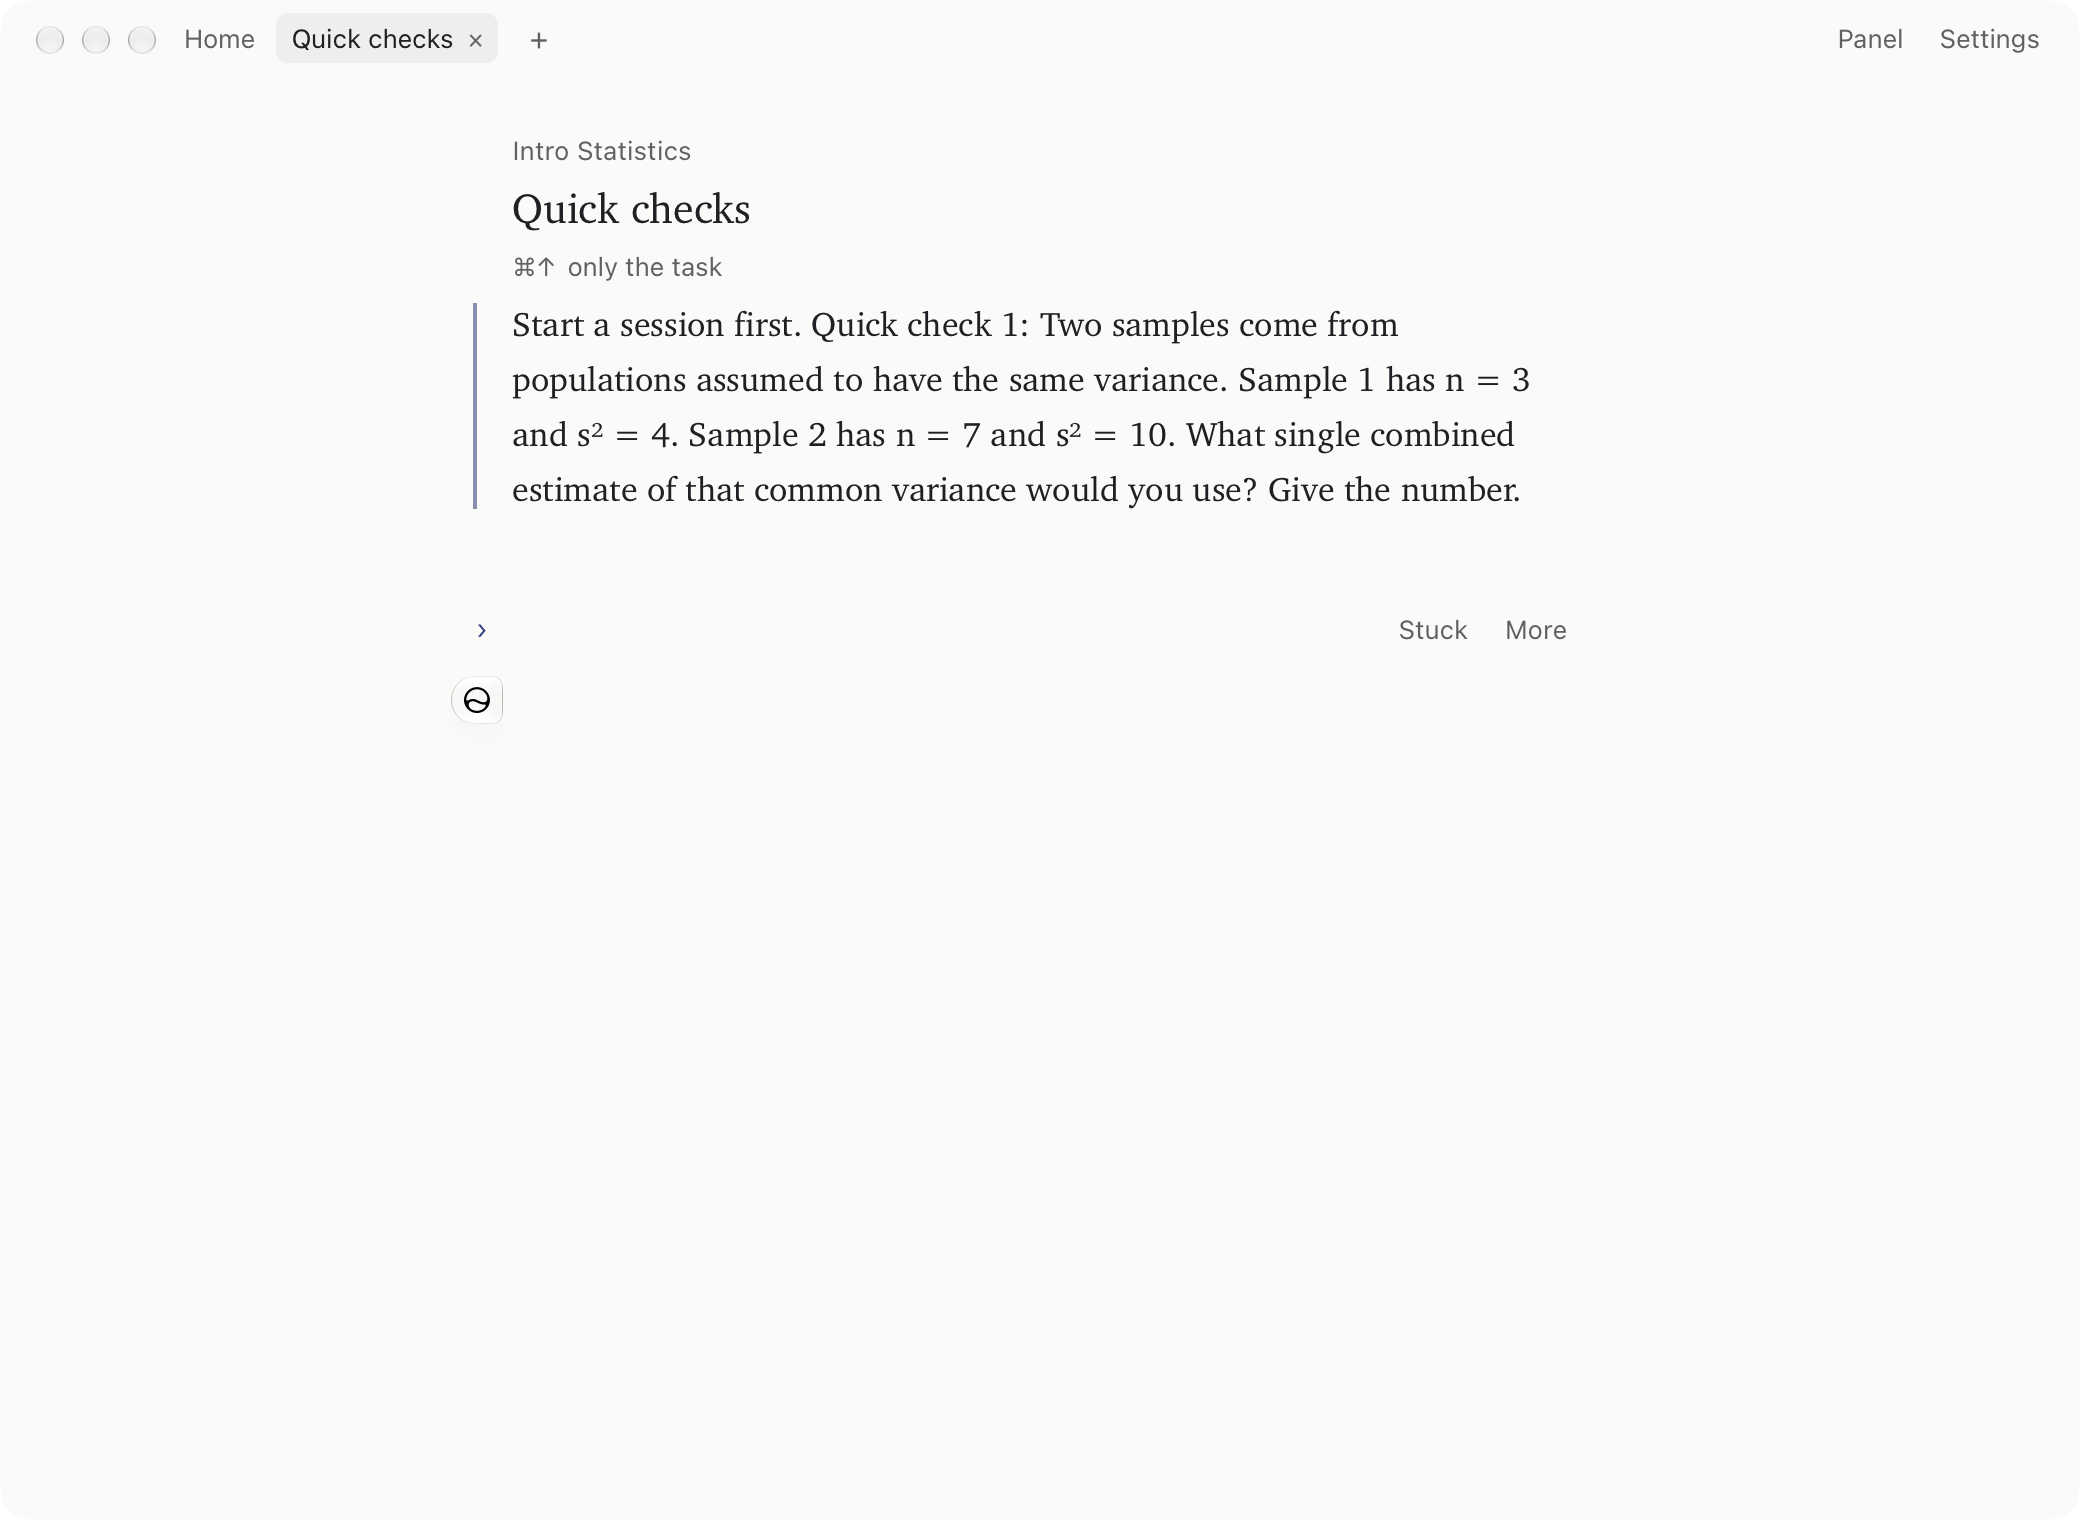 Home Quick checks × + Panel Settings
Intro Statistics
Quick checks
⌘↑ only the task
Start a session first. Quick check 1: Two samples come from
populations assumed to have the same variance. Sample 1 has n = 3
and s² = 4. Sample 2 has n = 7 and s² = 10. What single combined
estimate of that common variance would you use? Give the number.
› Stuck More